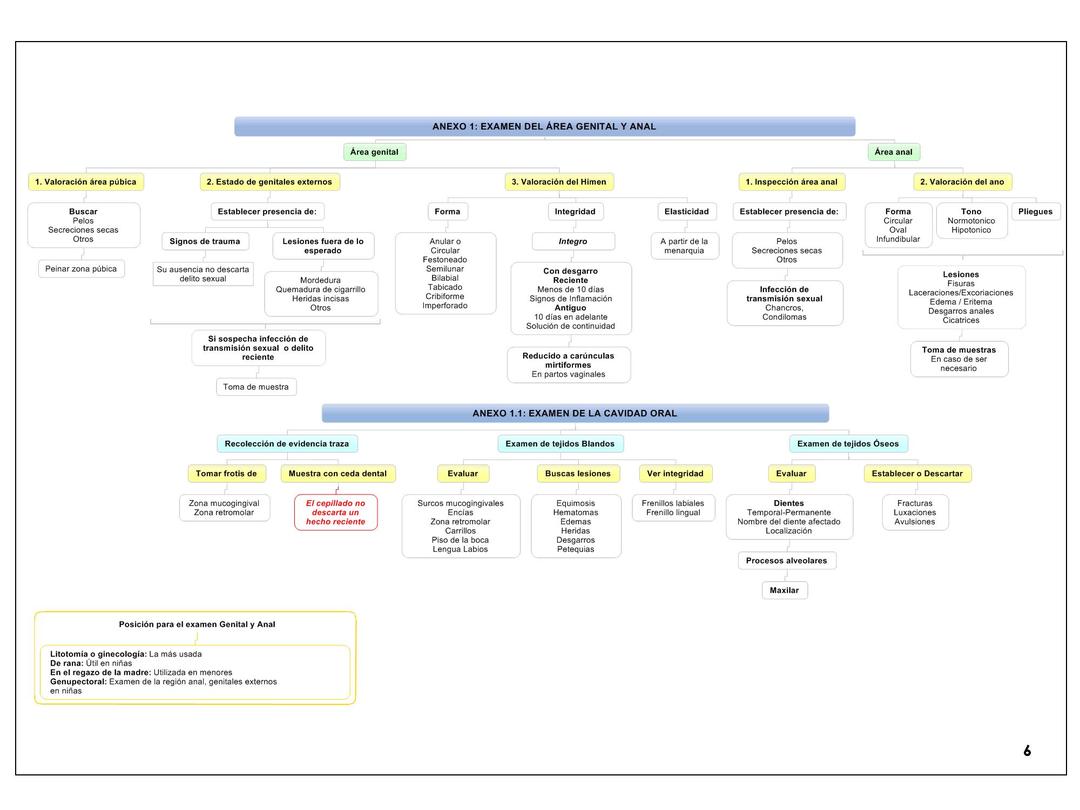 ANEXO 1: EXAMEN DEL ÁREA GENITAL Y ANAL
Área genital
Área anal
1. Valoración área púbica
2. Estado de genitales externos
3. Valoración del Himen
1. Inspección área anal
2. Valoración del ano
Buscar
Pelos
Secreciones secas
Otros
Peinar zona púbica
Establecer presencia de:
Signos de trauma
Su ausencia no descarta
delito sexual
Lesiones fuera de lo
esperado
Mordedura
Quemadura de cigarrillo
Heridas incisas
Otros
Si sospecha infección de
transmisión sexual o delito
reciente
Toma de muestra
Forma
Anular o
Circular
Festoneado
Semilunar
Bilabial
Tabicado
Cribiforme
Imperforado
Integridad
Integro
Con desgarro
Reciente
Menos de 10 días
Signos de Inflamación
Antiguo
10 días en adelante
Solución de continuidad
Reducido a carúnculas
mirtiformes
En partos vaginales
Elasticidad
A partir de la
menarquia
Establecer presencia de:
Pelos
Secreciones secas
Otros
Infección de
transmisión sexual
Chancros,
Condilomas
Forma
Circular
Oval
Infundibular
Tono
Normotonico
Hipotonico
Pliegues
Lesiones
Fisuras
Laceraciones/Excoriaciones
Edema / Eritema
Desgarros anales
Cicatrices
Toma de muestras
En caso de ser
necesario
ANEXO 1.1: EXAMEN DE LA CAVIDAD ORAL
Recolección de evidencia traza
Examen de tejidos Blandos
Examen de tejidos Óseos
Tomar frotis de
Zona mucogingival
Zona retromolar
Muestra con ceda dental
El cepillado no
descarta un
hecho reciente
Evaluar
Surcos mucogingivales
Encías
Zona retromolar
Carrillos
Piso de la boca
Lengua Labios
Buscas lesiones
Equimosis
Hematomas
Edemas
Heridas
Desgarros
Petequias
Ver integridad
Frenillos labiales
Frenillo lingual
Evaluar
Dientes
Temporal-Permanente
Nombre del diente afectado
Localización
Procesos alveolares
Maxilar
Establecer o Descartar
Fracturas
Luxaciones
Avulsiones
Posición para el examen Genital y Anal
Litotomía o ginecología: La más usada
De rana: Útil en niñas
En el regazo de la madre: Utilizada en menores
Genupectoral: Examen de la región anal, genitales externos
en niñas
6